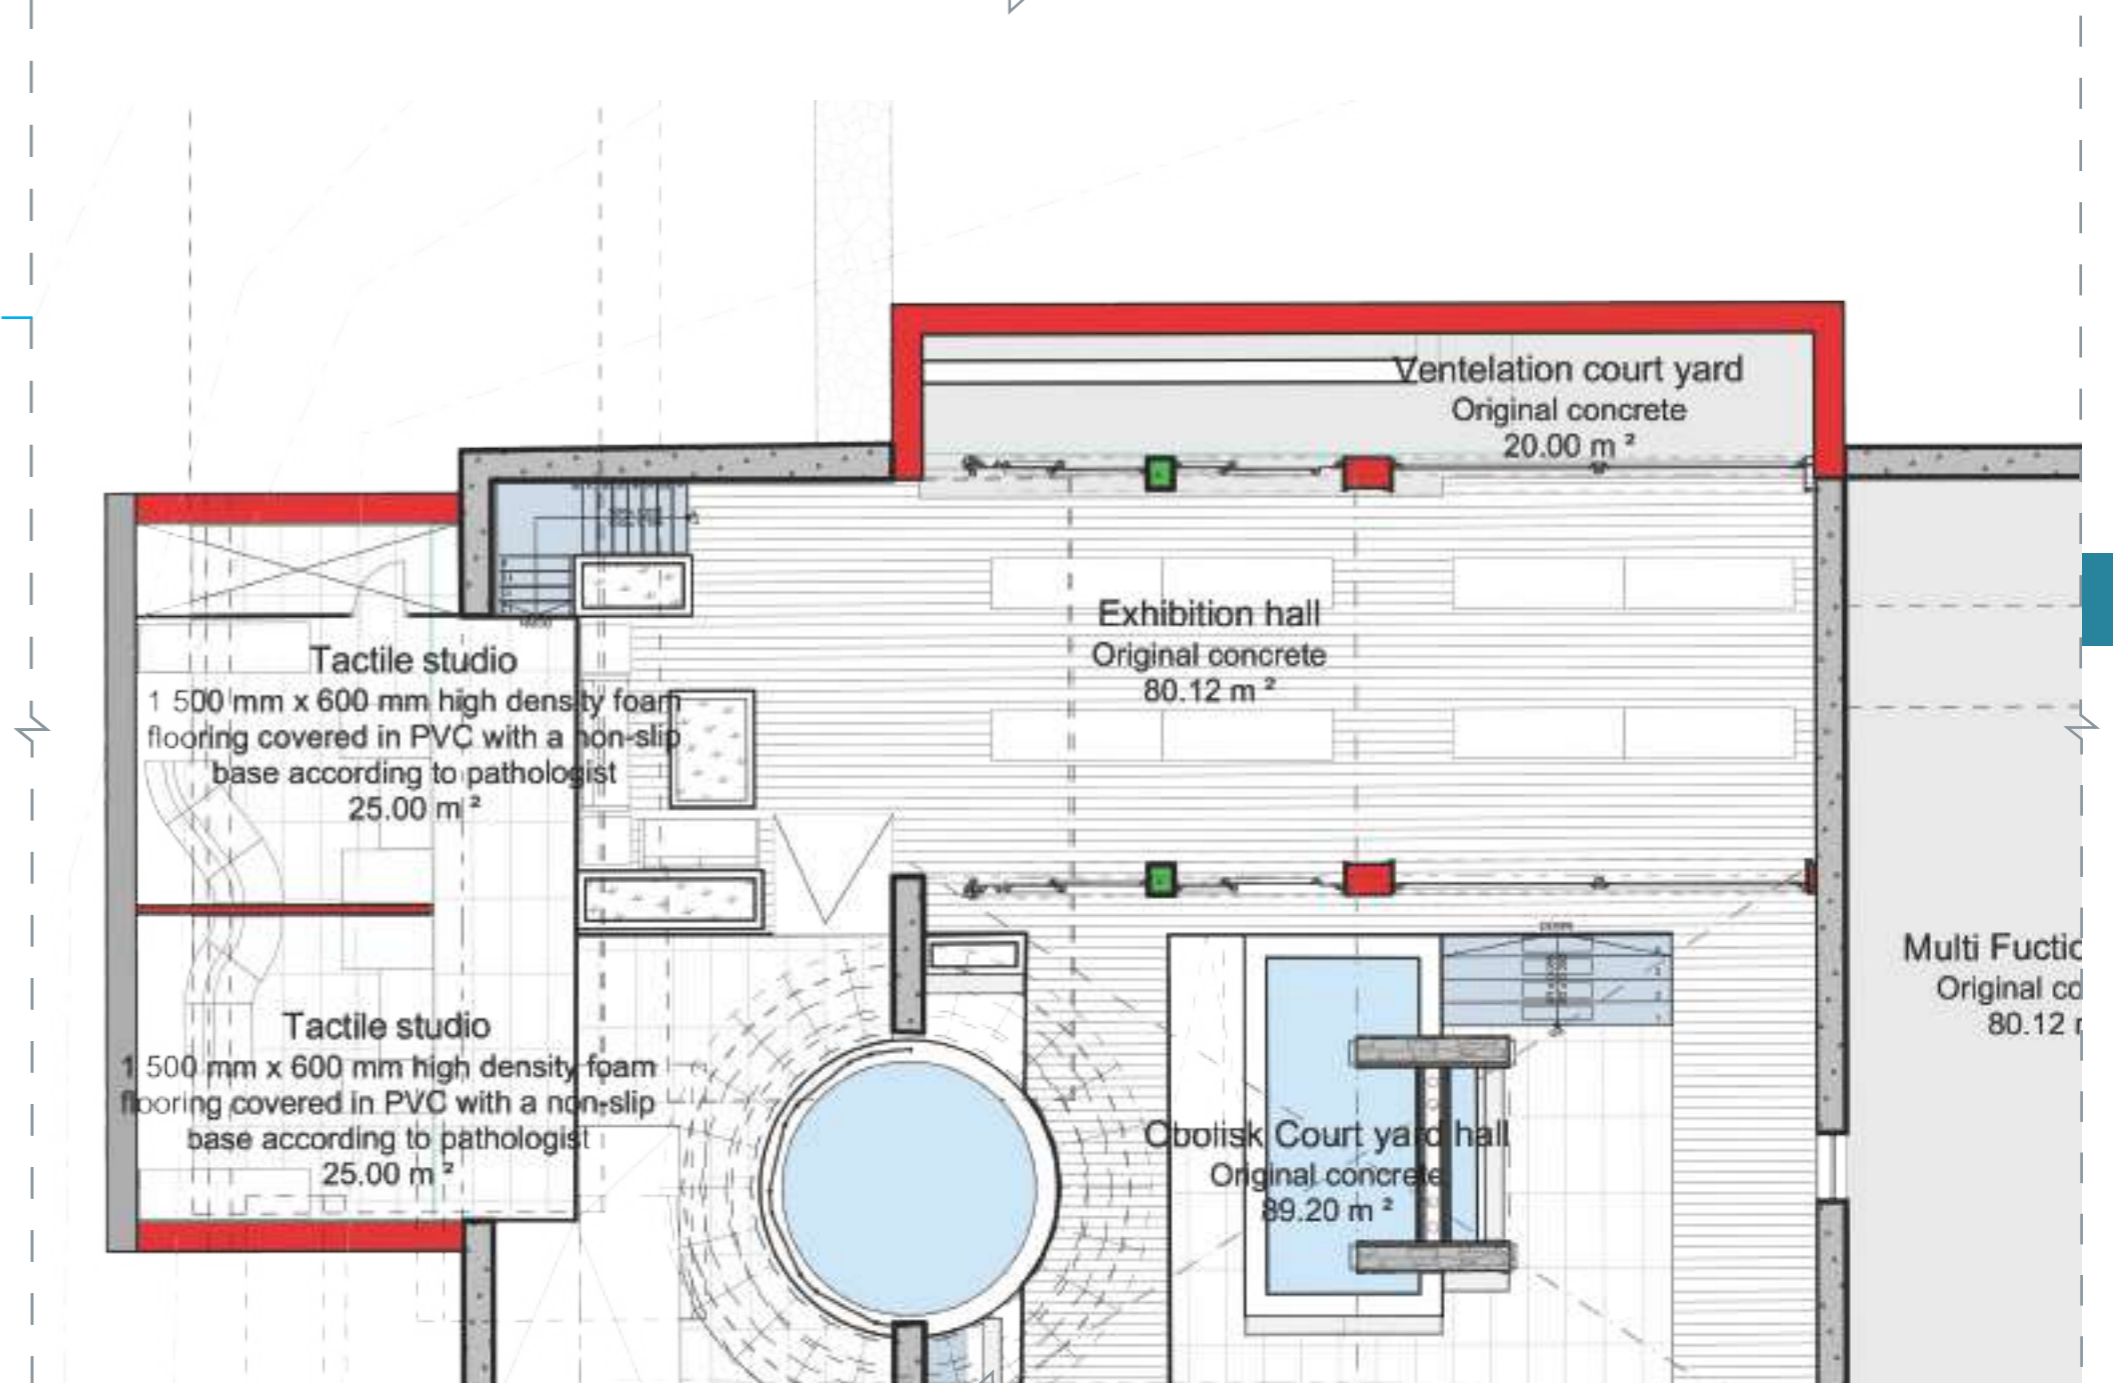 Ventelation court yard
Original concrete
20.00 m ²
Exhibition hall
Original concrete
80.12 m ²
Tactile studio
1 500 mm x 600 mm high density foam
flooring covered in PVC with a non-slip
base according to pathologist
25.00 m ²
Multi Fuctio
Original co
80.12 m
Tactile studio
1 500 mm x 600 mm high density foam
flooring covered in PVC with a non-slip
base according to pathologist
25.00 m ²
Obolisk Court yard hall
Original concrete
89.20 m ²